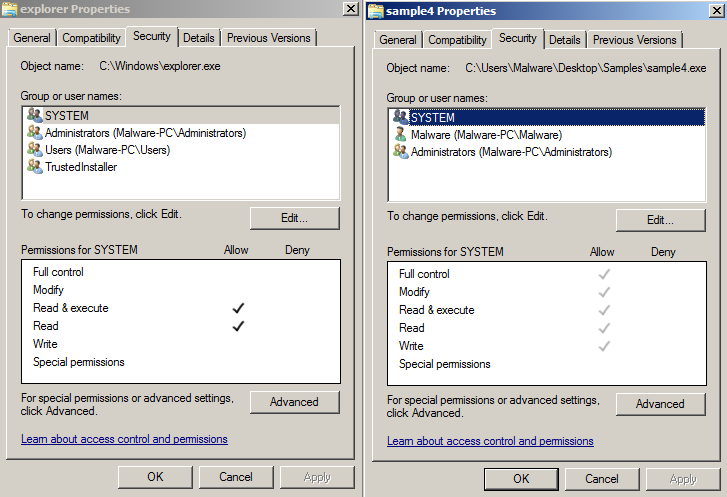 explorer Properties
General
Compatibility
Security
Details
Previous Versions
Object name: C:\Windows\explorer.exe
Group or user names:
SYSTEM
Administrators (Malware-PC\Administrators)
Users (Malware-PC\Users)
TrustedInstaller
To change permissions, click Edit.
Edit...
Permissions for SYSTEM Allow Deny
Full control
Modify
Read & execute
Read
Write
Special permissions
For special permissions or advanced settings,
click Advanced.
Advanced
Learn about access control and permissions
OK
Cancel
Apply
sample4 Properties
General
Compatibility
Security
Details
Previous Versions
Object name: C:\Users\Malware\Desktop\Samples\sample4.exe
Group or user names:
SYSTEM
Malware (Malware-PC\Malware)
Administrators (Malware-PC\Administrators)
To change permissions, click Edit.
Edit...
Permissions for SYSTEM Allow Deny
Full control
Modify
Read & execute
Read
Write
Special permissions
For special permissions or advanced settings,
click Advanced.
Advanced
Learn about access control and permissions
OK
Cancel
Apply